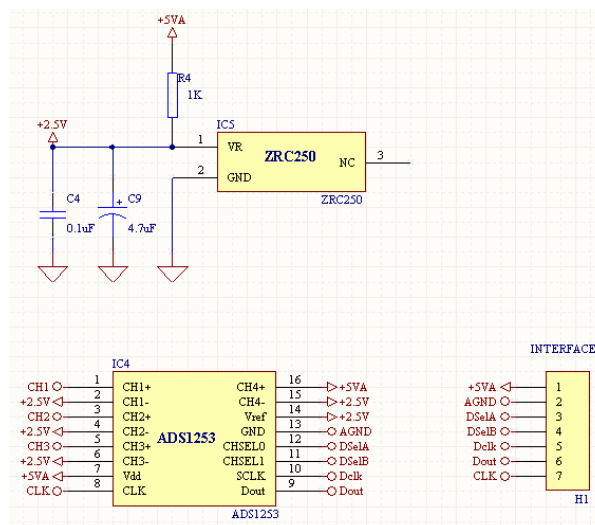 +5VA
R4
1K
+2.5V
IC5
1
VR
ZRC250
NC
3
2
GND
ZRC250
C4
0.1uF
+
C9
4.7uF
INTERFACE
IC4
CH1 1 CH1+ CH4+ 16 +5VA
+2.5V 2 CH1- CH4- 15 +2.5V
CH2 3 CH2+ Vref 14 +2.5V
+2.5V 4 CH2- GND 13 AGND
CH3 5 CH3+ CHSEL0 12 DSelA
+2.5V 6 CH3- CHSEL1 11 DSelB
+5VA 7 Vdd SCLK 10 Dclk
CLK 8 CLK Dout 9 Dout
ADS1253
ADS1253
+5VA 1
AGND 2
DSelA 3
DSelB 4
Dclk 5
Dout 6
CLK 7
H1